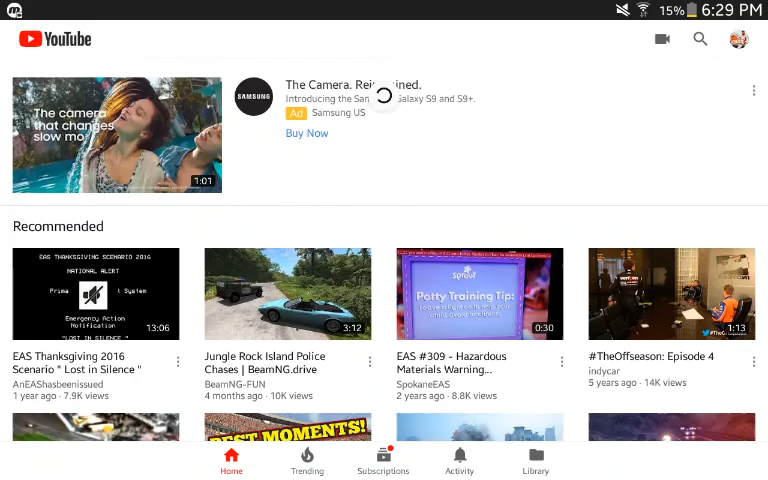 15% 6:29 PM
YouTube
The camera
that changes
slow mo
1:01
SAMSUNG
The Camera.
Introducing the Galaxy S9 and S9+.
Ad Samsung US
Buy Now
Recommended
EAS THANKSGIVING SCENARIO 2016
NATIONAL ALERT
t System
Emergency Action
Notification
"LOST IN SILENCE "
13:06
3:12
sprout
Potty Training Tip:
0:30
1:13
EAS Thanksgiving 2016
Scenario " Lost in Silence "
AnEAShasbeenissued
1 year ago · 7.9K views
Jungle Rock Island Police
Chases | BeamNG.drive
BeamNG-FUN
4 months ago · 10K views
EAS #309 - Hazardous
Materials Warning...
SpokaneEAS
2 years ago · 8.8K views
#TheOffseason: Episode 4
indycar
5 years ago · 14K views
BEST MOMENTS!
Home
Trending
Subscriptions
Activity
Library